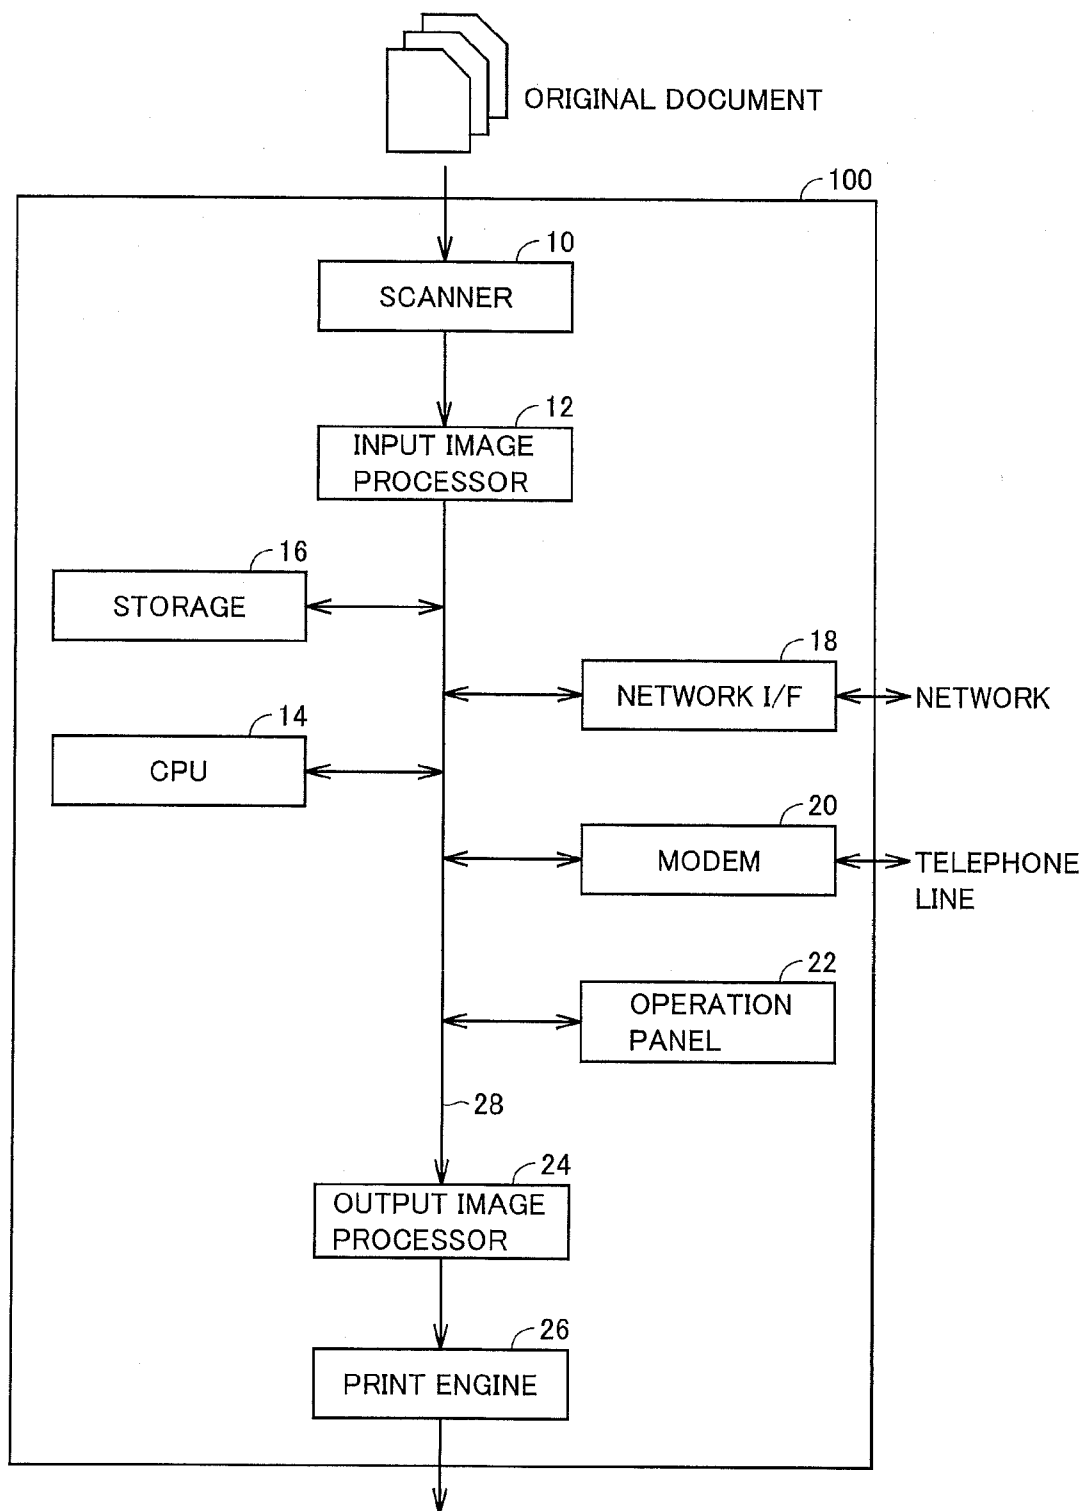 ORIGINAL DOCUMENT
100
10
SCANNER
12
INPUT IMAGE
PROCESSOR
16
STORAGE
18
NETWORK I/F
NETWORK
14
CPU
20
MODEM
TELEPHONE
LINE
22
OPERATION
PANEL
28
24
OUTPUT IMAGE
PROCESSOR
26
PRINT ENGINE